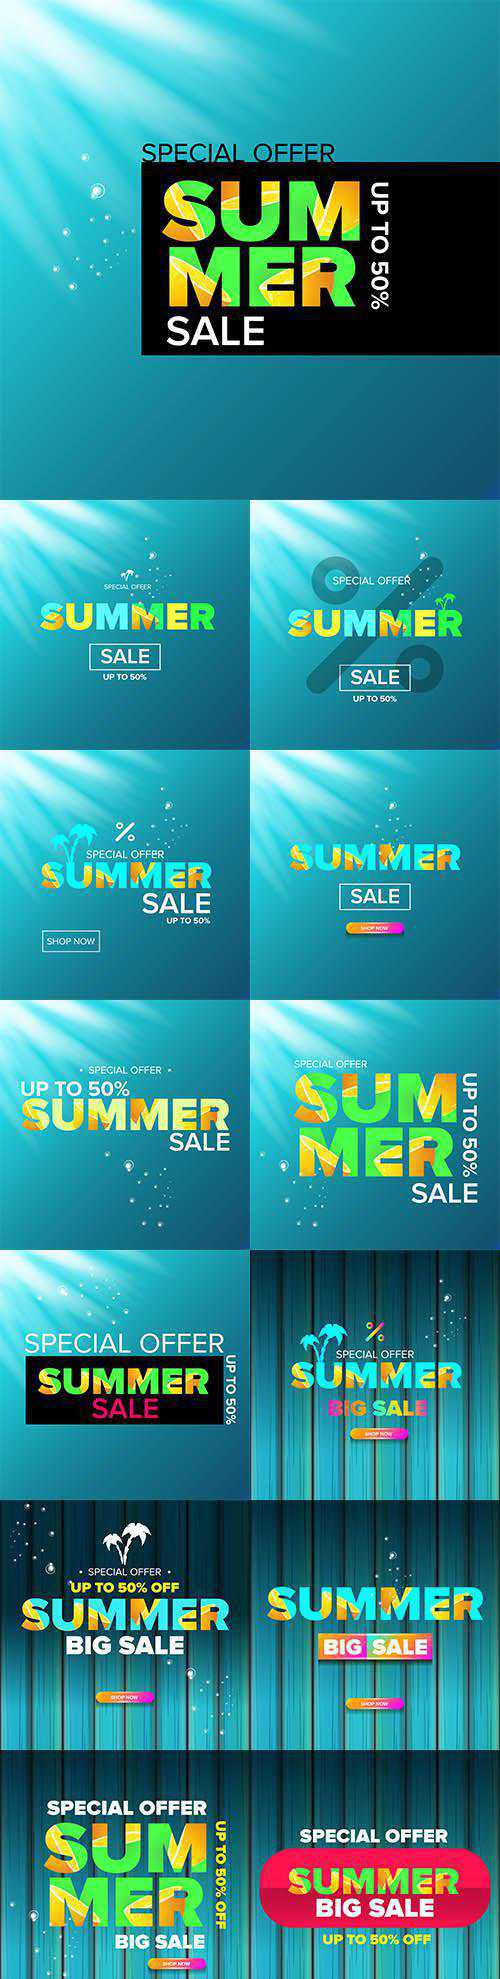 SPECIAL OFFER
SUM
MER
SALE
UP TO 50%
SPECIAL OFFER
SUMMER
SALE
UP TO 50%
SPECIAL OFFER
SUMMER
SALE
UP TO 50%
%
%
SPECIAL OFFER
SUMMER
SALE
UP TO 50%
SHOP NOW
SUMMER
SALE
SHOP NOW
• SPECIAL OFFER •
UP TO 50%
SUMMER
SALE
SPECIAL OFFER
SUM
MER
UP TO 50%
SALE
SPECIAL OFFER
SUMMER
SALE
UP TO 50%
%
SPECIAL OFFER
SUMMER
BIG SALE
SHOP NOW
• SPECIAL OFFER •
UP TO 50% OFF
SUMMER
BIG SALE
SHOP NOW
SUMMER
BIG SALE
SHOP NOW
SPECIAL OFFER
SUM
MER
UP TO 50% OFF
BIG SALE
SHOP NOW
SPECIAL OFFER
SUMMER
BIG SALE
UP TO 50% OFF